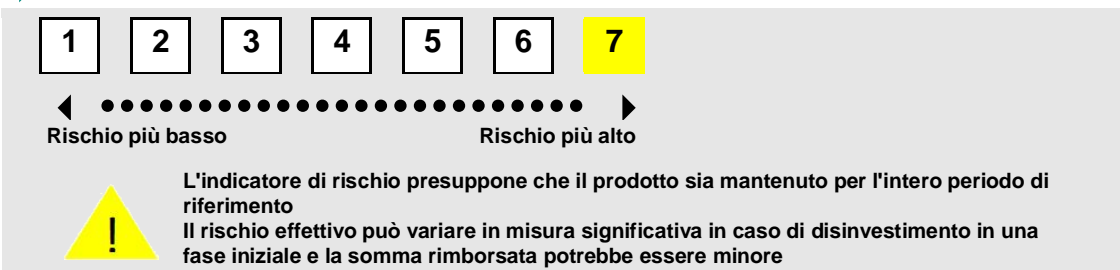 1 2 3 4 5 6 7
Rischio più basso Rischio più alto
L'indicatore di rischio presuppone che il prodotto sia mantenuto per l'intero periodo di
riferimento
Il rischio effettivo può variare in misura significativa in caso di disinvestimento in una
fase iniziale e la somma rimborsata potrebbe essere minore
!